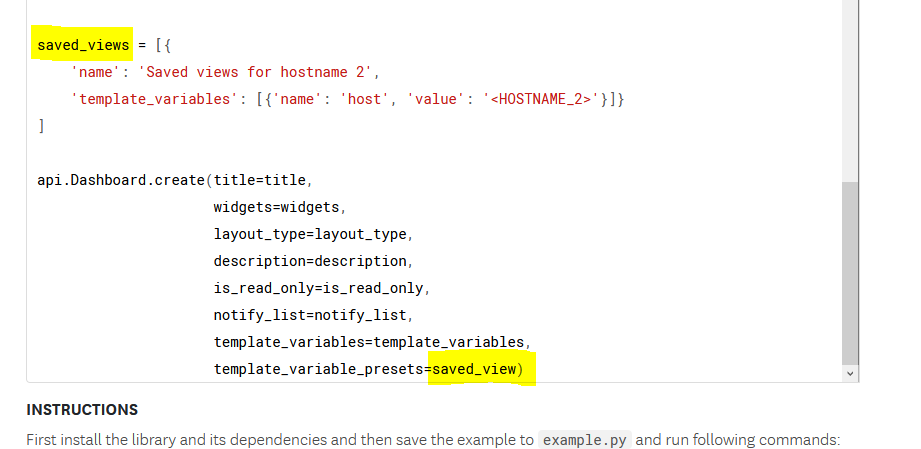 saved_views = [{
    'name': 'Saved views for hostname 2',
    'template_variables': [{'name': 'host', 'value': '<HOSTNAME_2>'}]}
]
api.Dashboard.create(title=title,
                     widgets=widgets,
                     layout_type=layout_type,
                     description=description,
                     is_read_only=is_read_only,
                     notify_list=notify_list,
                     template_variables=template_variables,
                     template_variable_presets=saved_view)
INSTRUCTIONS
First install the library and its dependencies and then save the example to example.py and run following commands: